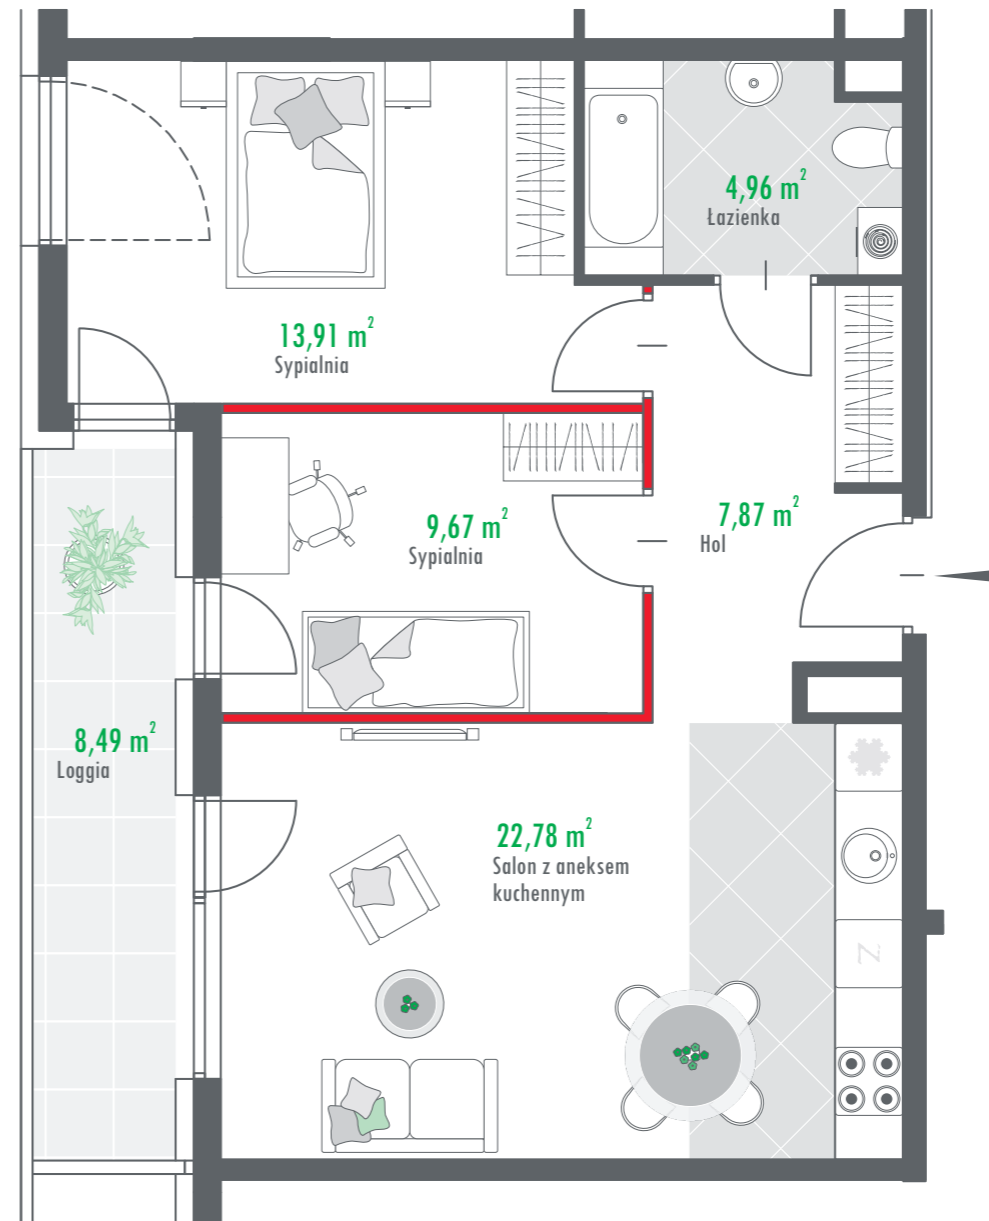 4,96 m²
Łazienka
13,91 m²
Sypialnia
9,67 m²
Sypialnia
7,87 m²
Hol
8,49 m²
Loggia
22,78 m²
Salon z aneksem
kuchennym
Z